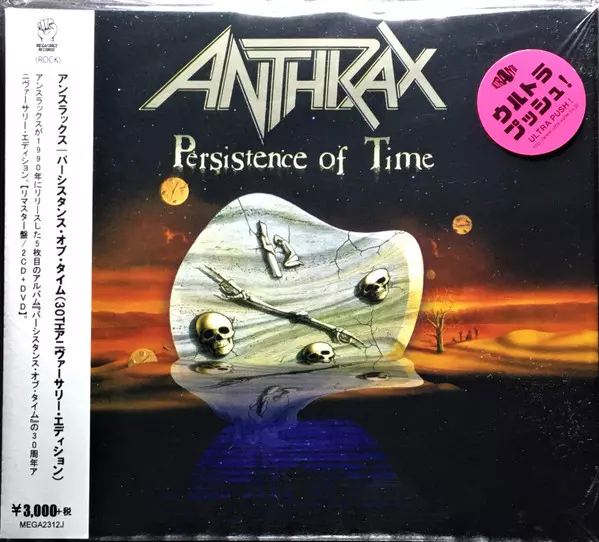 MEGAFORCE
RECORDS
(ROCK)
アンスラックス|パーシスタンス・オブ・タイム(30THアニヴァーサリー・エディション)
アンスラックスが1990年にリリースした5枚目のアルバム『パーシスタンス・オブ・タイム』の30周年ア
ニヴァーサリー・エディション。【リマスター盤/2CD+DVD】。
¥3,000+税
MEGA2312J
ANTHRAX
Persistence of Time
ウルトラ
プッシュ!
ULTRA PUSH!